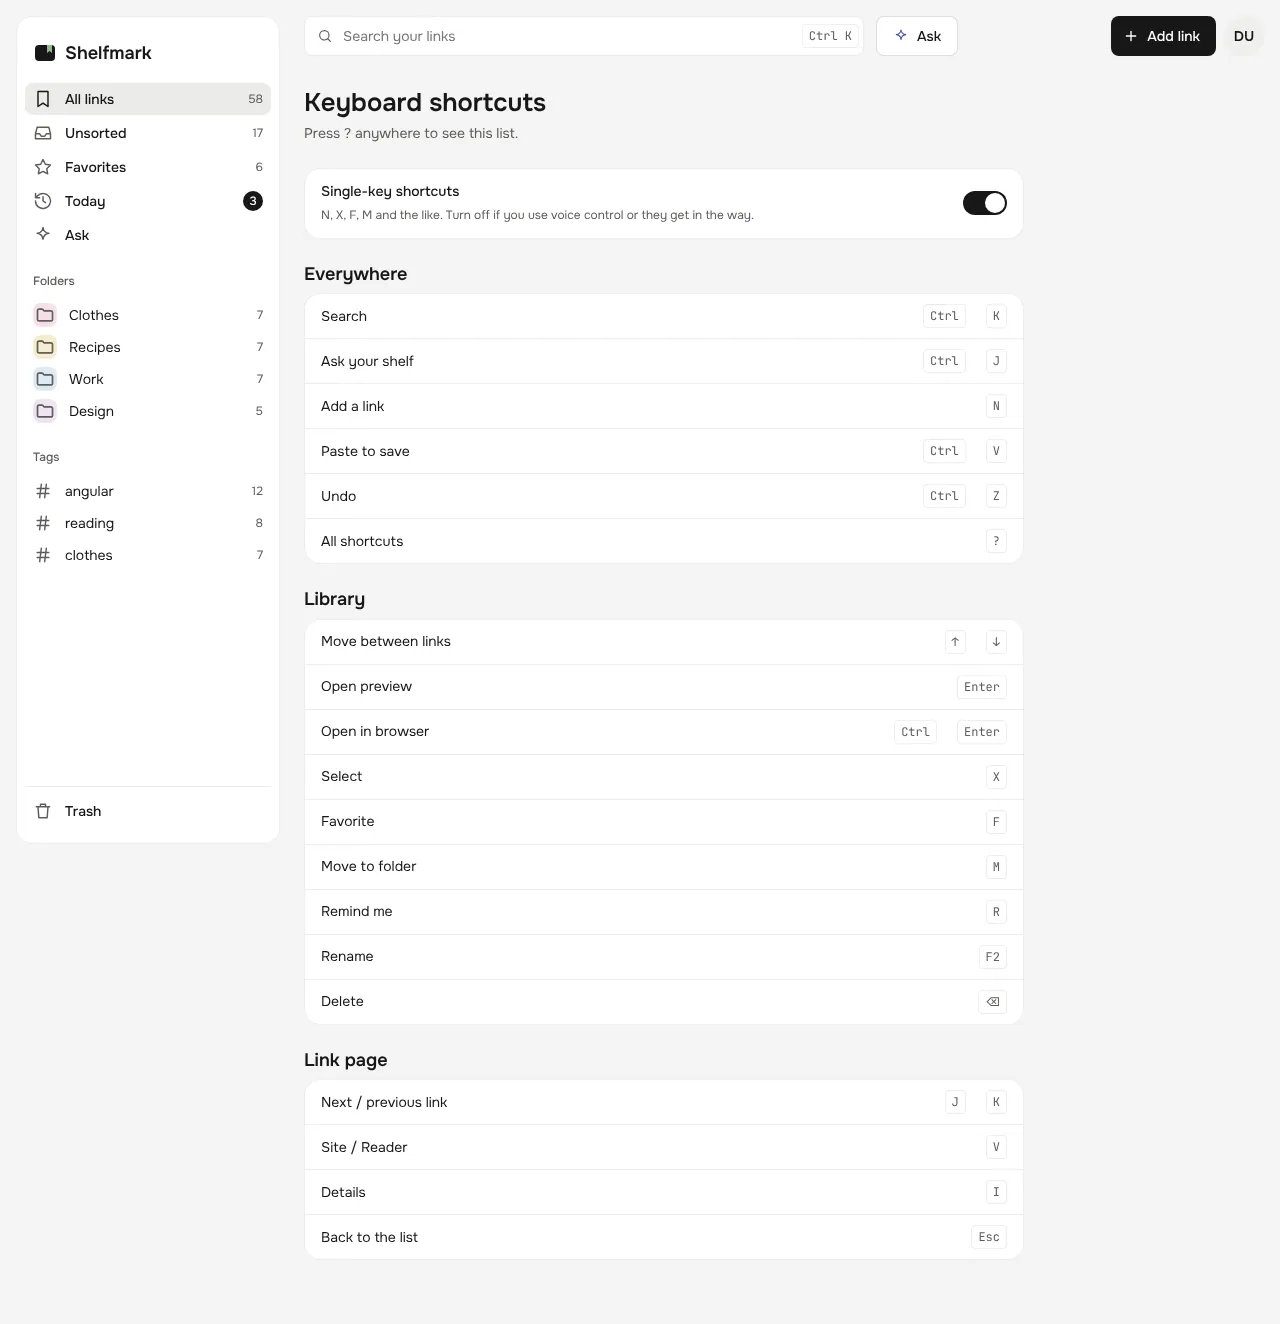 Shelfmark
All links 58
Unsorted 17
Favorites 6
Today 3
Ask
Folders
Clothes 7
Recipes 7
Work 7
Design 5
Tags
# angular 12
# reading 8
# clothes 7
Trash
Search your links Ctrl K
Ask
+ Add link
DU
Keyboard shortcuts
Press ? anywhere to see this list.
Single-key shortcuts
N, X, F, M and the like. Turn off if you use voice control or they get in the way.
Everywhere
Search Ctrl K
Ask your shelf Ctrl J
Add a link N
Paste to save Ctrl V
Undo Ctrl Z
All shortcuts ?
Library
Move between links ↑ ↓
Open preview Enter
Open in browser Ctrl Enter
Select X
Favorite F
Move to folder M
Remind me R
Rename F2
Delete ⌫
Link page
Next / previous link J K
Site / Reader V
Details I
Back to the list Esc